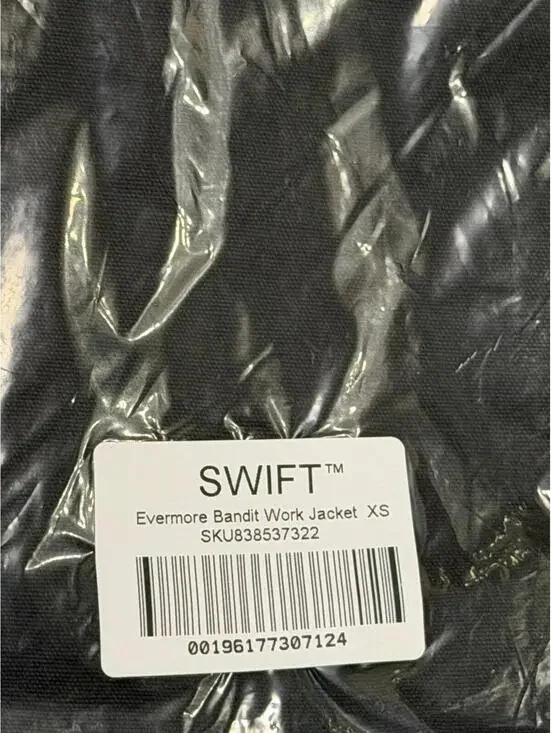 SWIFT™
Evermore Bandit Work Jacket XS
SKU838537322
00196177307124